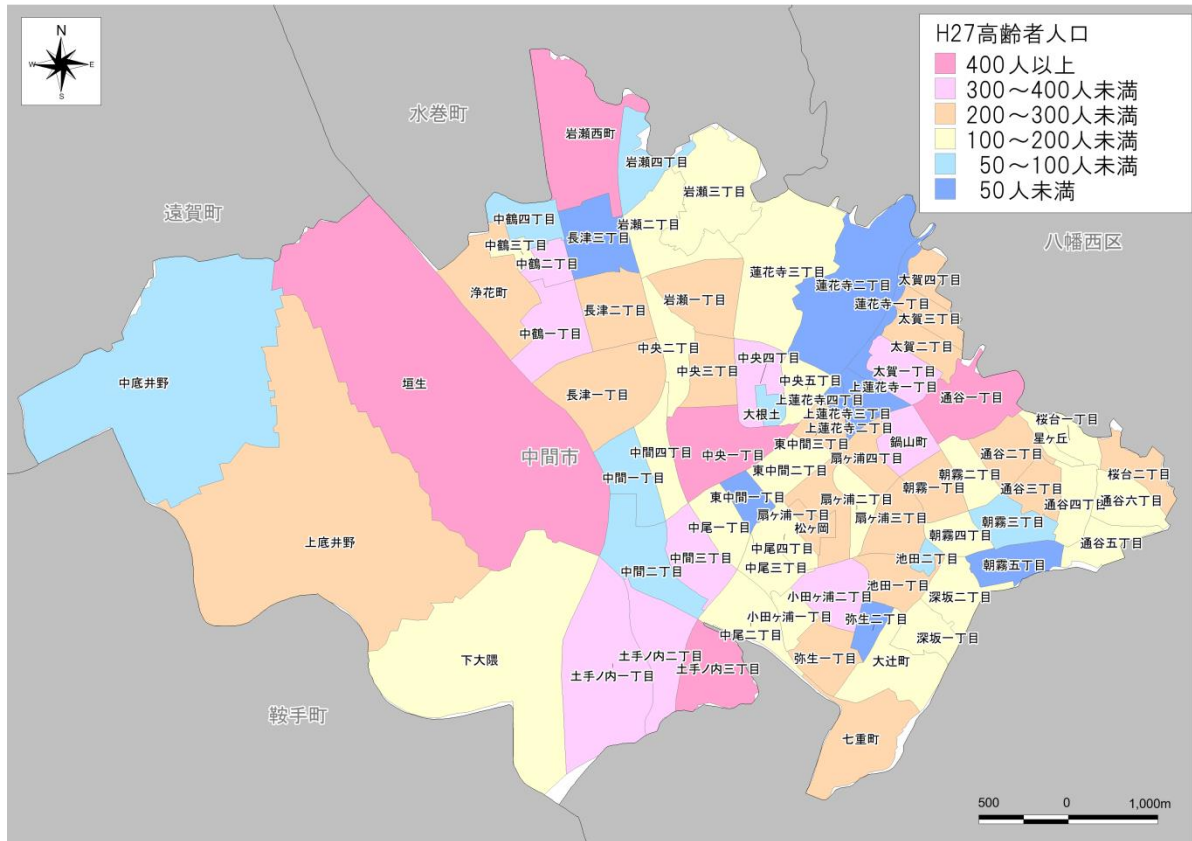 N
W
E
S
H27高齢者人口
400人以上
300～400人未満
200～300人未満
100～200人未満
50～100人未満
50人未満
水巻町
遠賀町
八幡西区
中間市
鞍手町
岩瀬西町
岩瀬四丁目
岩瀬三丁目
中鶴四丁目
岩瀬二丁目
長津三丁目
中鶴三丁目
中鶴二丁目
蓮花寺三丁目
太賀四丁目
蓮花寺二丁目
浄花町
岩瀬一丁目
蓮花寺一丁目
長津二丁目
太賀三丁目
中鶴一丁目
太賀二丁目
中央二丁目
中央四丁目
中底井野
垣生
中央三丁目
太賀一丁目
中央五丁目
上蓮花寺一丁目
長津一丁目
通谷一丁目
上蓮花寺四丁目
大根土
上蓮花寺三丁目
桜台一丁目
上蓮花寺二丁目
星ヶ丘
東中間三丁目
鍋山町
中間四丁目
中央一丁目
通谷二丁目
扇ヶ浦四丁目
東中間二丁目
朝霧二丁目
桜台二丁目
中間一丁目
朝霧一丁目
通谷三丁目
東中間一丁目
扇ヶ浦二丁目
通谷六丁目
通谷四丁目
扇ヶ浦一丁目
扇ヶ浦三丁目
朝霧三丁目
中尾一丁目
松ヶ岡
朝霧四丁目
上底井野
通谷五丁目
中尾四丁目
中間三丁目
池田二丁目
朝霧五丁目
中尾三丁目
中間二丁目
池田一丁目
小田ヶ浦二丁目
深坂二丁目
小田ヶ浦一丁目
弥生二丁目
中尾二丁目
深坂一丁目
土手ノ内二丁目
下大隈
弥生一丁目
大辻町
土手ノ内三丁目
土手ノ内一丁目
七重町
500 0 1,000m